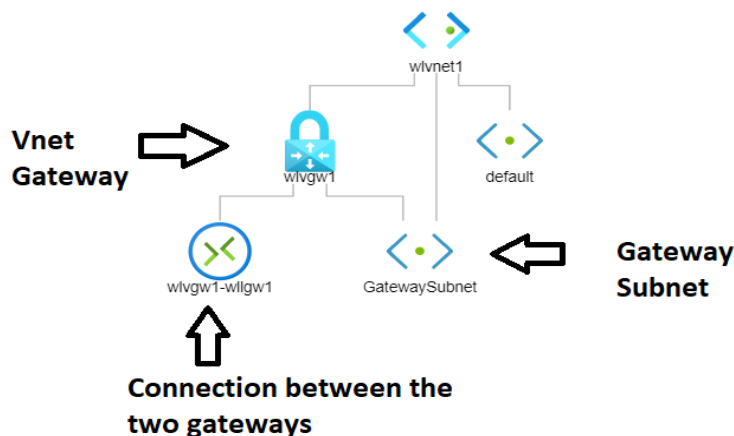 wlvnet1
Vnet
Gateway
wlvgw1
default
wlvgw1-wllgw1
GatewaySubnet
Gateway
Subnet
Connection between the
two gateways